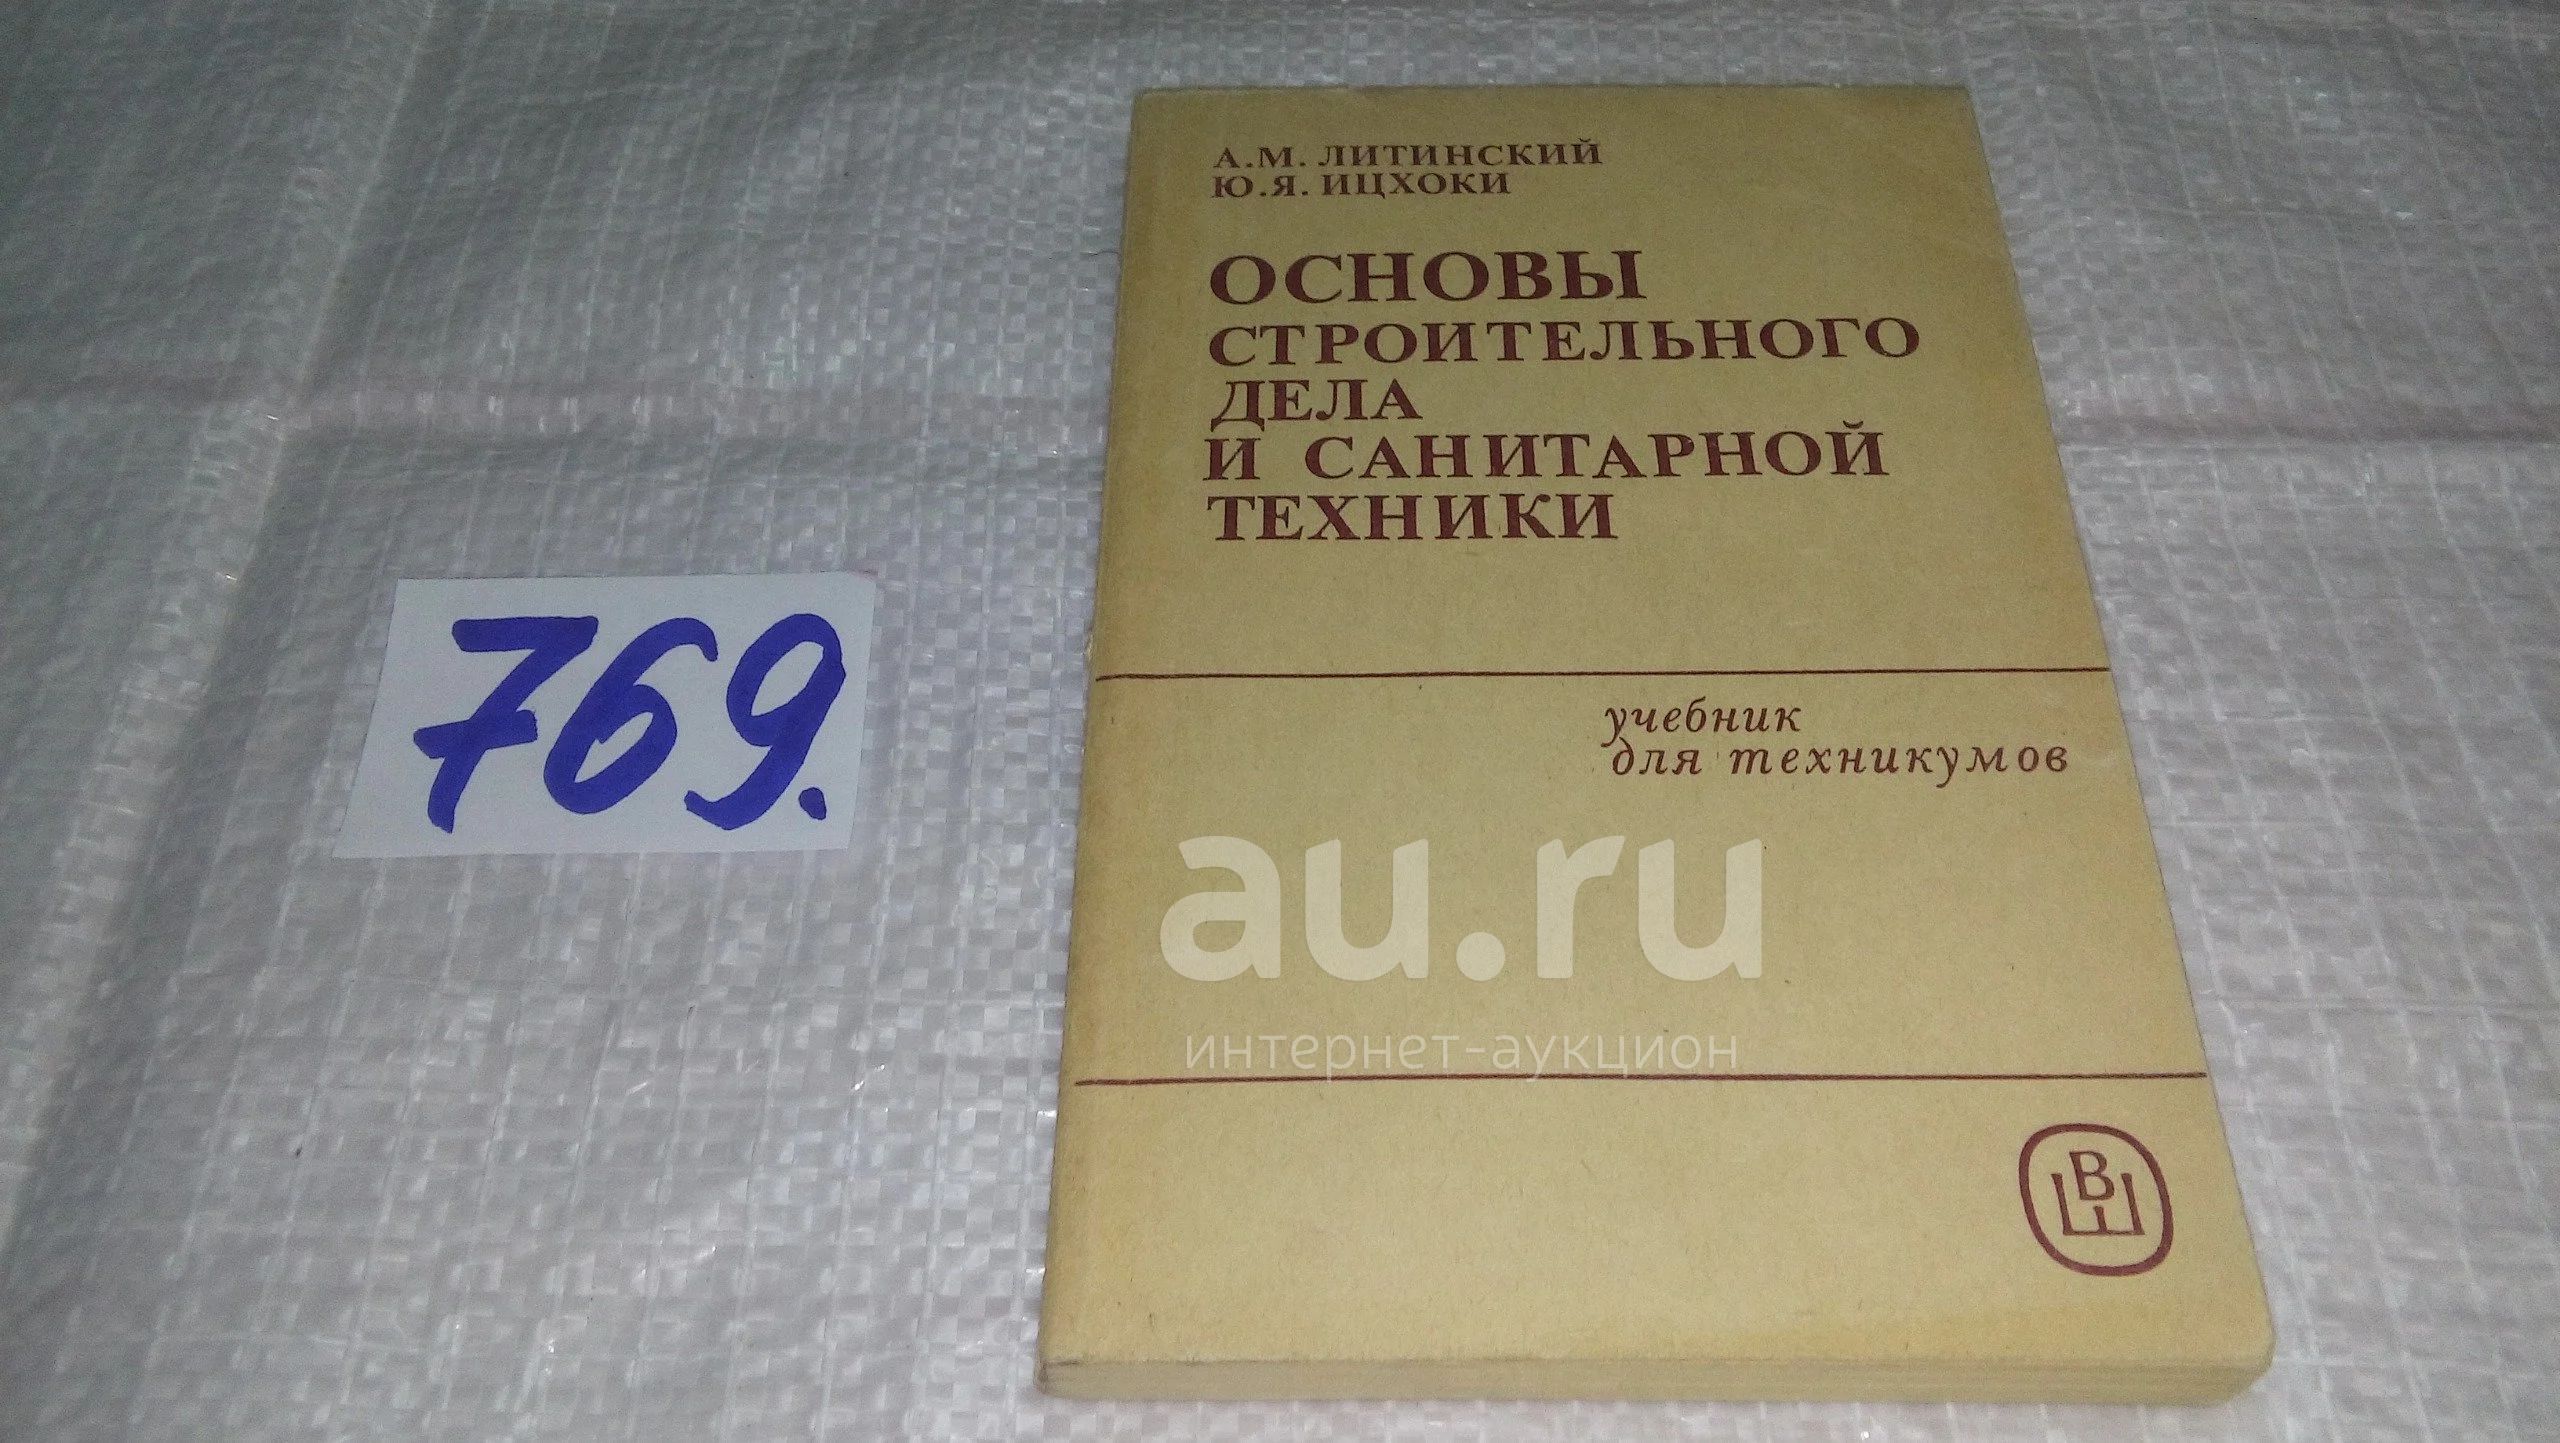 А.М. ЛИТИНСКИЙ
Ю.Я. ИЦХОКИ
ОСНОВЫ
СТРОИТЕЛЬНОГО
ДЕЛА
И САНИТАРНОЙ
ТЕХНИКИ
769.
учебник
для техникумов
au.ru
интернет-аукцион
ВШ